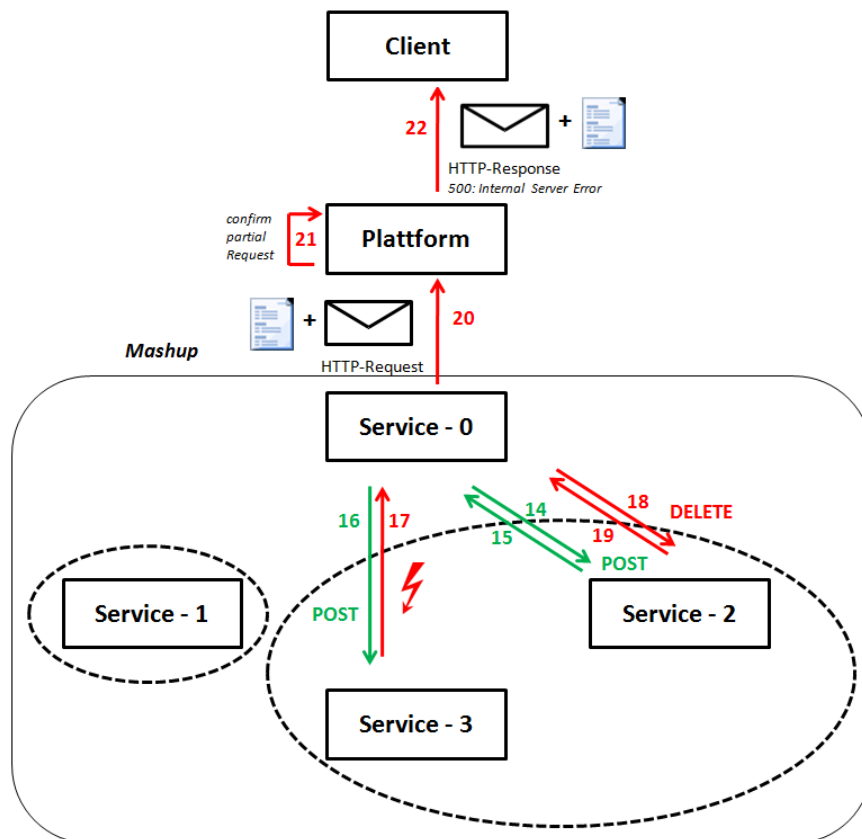 Client
22
+
HTTP-Response
500: Internal Server Error
confirm
partial
Request
21
Plattform
+
20
Mashup
HTTP-Request
Service - 0
16
17
14
15
18
19
DELETE
POST
Service - 1
POST
Service - 2
Service - 3